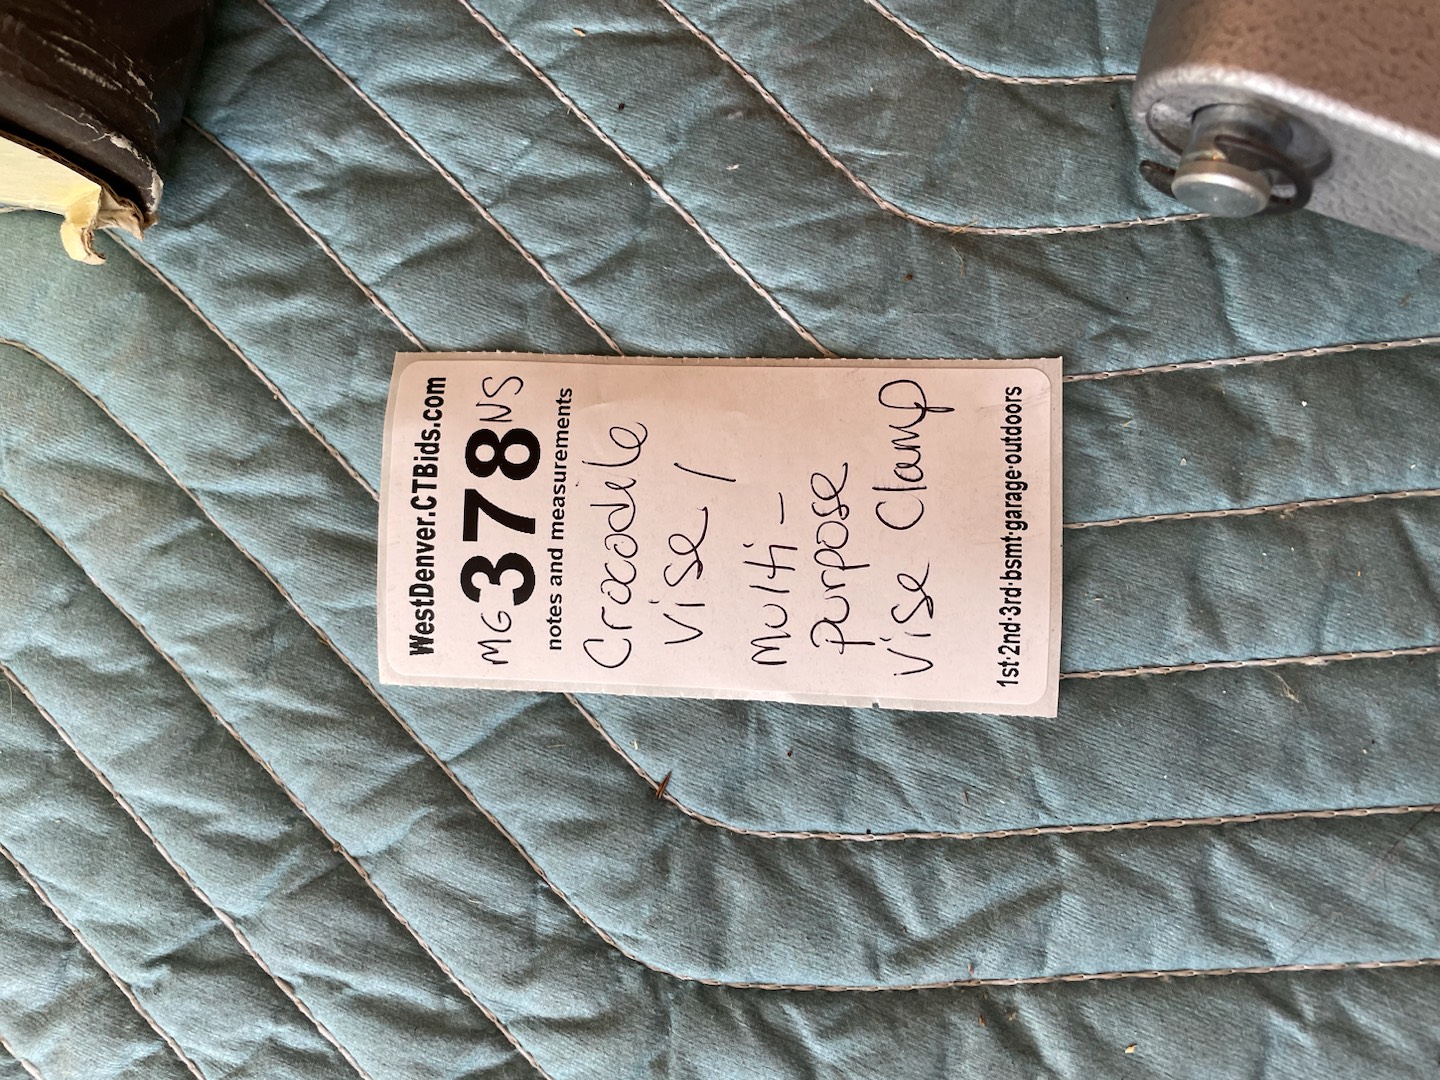 WestDenver.CTBids.com
MG 378 NS
notes and measurements
Crocodile
Vise /
Multi-
purpose
Vise Clamp
1st·2nd·3rd·bsmt·garage·outdoors